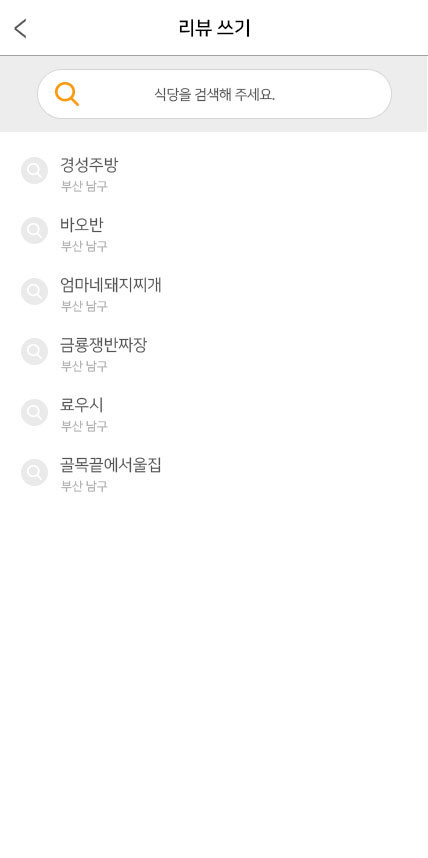 리뷰 쓰기
식당을 검색해 주세요.
경성주방
부산 남구
바오반
부산 남구
엄마네돼지찌개
부산 남구
금룡쟁반짜장
부산 남구
료우시
부산 남구
골목끝에서울집
부산 남구